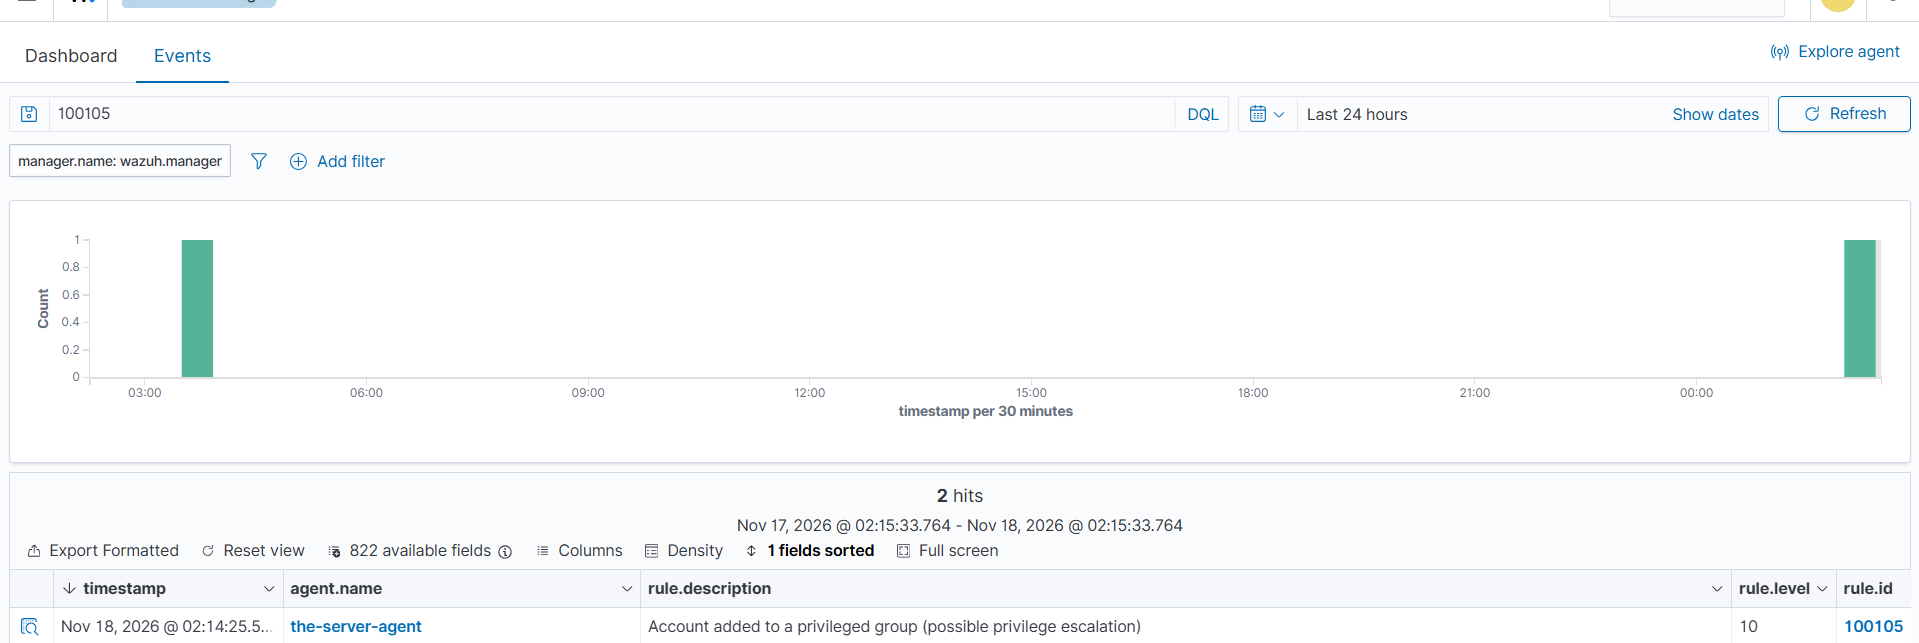 Dashboard
Events
Explore agent
100105
DQL
Last 24 hours
Show dates
Refresh
manager.name: wazuh.manager
Add filter
1
0.8
0.6
0.4
0.2
0
Count
03:00
06:00
09:00
12:00
15:00
18:00
21:00
00:00
timestamp per 30 minutes
2 hits
Nov 17, 2026 @ 02:15:33.764 - Nov 18, 2026 @ 02:15:33.764
Export Formatted
Reset view
822 available fields
Columns
Density
1 fields sorted
Full screen
timestamp
agent.name
rule.description
rule.level
rule.id
Nov 18, 2026 @ 02:14:25.5...
the-server-agent
Account added to a privileged group (possible privilege escalation)
10
100105